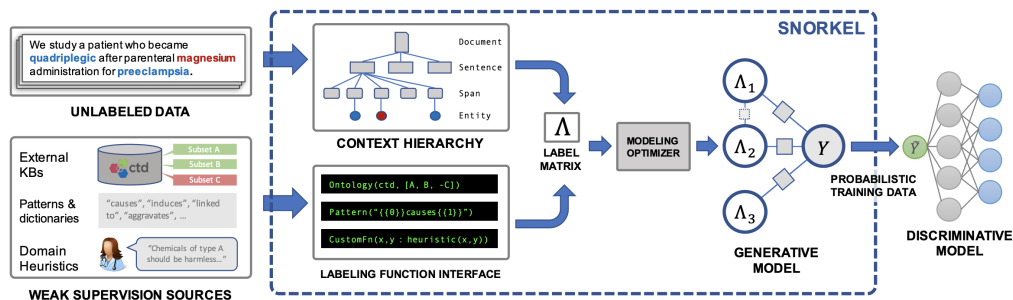 We study a patient who became
quadriplegic after parenteral magnesium
administration for preeclampsia.
UNLABELED DATA
External
KBs
ctd
Subset A
Subset B
Subset C
Patterns &
dictionaries
“causes”, “induces”, “linked
to”, “aggravates”, ...
Domain
Heuristics
“Chemicals of type A
should be harmless...”
WEAK SUPERVISION SOURCES
SNORKEL
Document
Sentence
Span
Entity
CONTEXT HIERARCHY
Ontology(ctd, [A, B, -C])
Pattern("{{0}}causes{{1}}")
CustomFn(x,y : heuristic(x,y))
LABELING FUNCTION INTERFACE
Λ
LABEL
MATRIX
MODELING
OPTIMIZER
Λ1
Λ2
Λ3
Y
GENERATIVE
MODEL
PROBABILISTIC
TRAINING DATA
Ỹ
DISCRIMINATIVE
MODEL